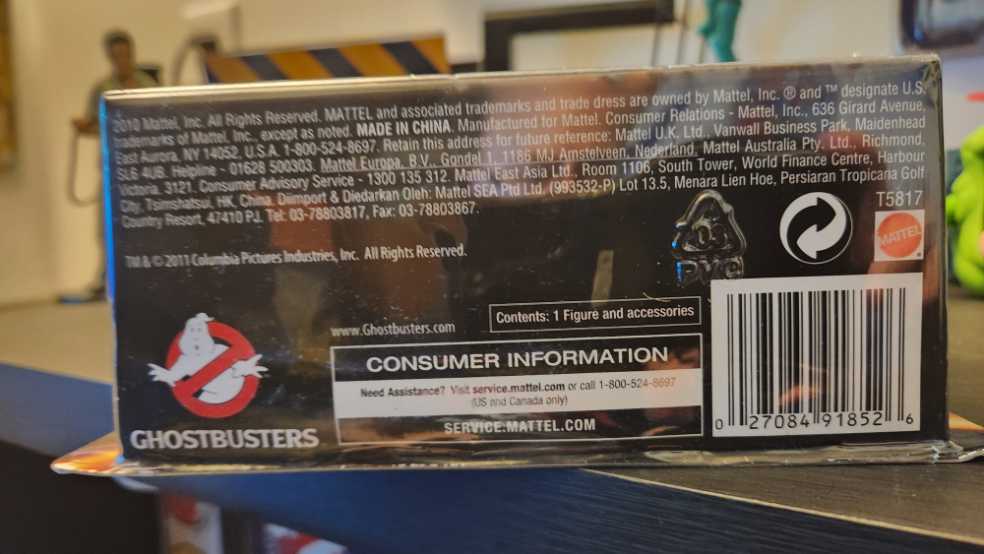 2010 Mattel, Inc. All Rights Reserved. MATTEL and associated trademarks and trade dress are owned by Mattel, Inc. ® and ™ designate U.S.
trademarks of Mattel, Inc., except as noted. MADE IN CHINA. Manufactured for Mattel. Consumer Relations - Mattel, Inc., 636 Girard Avenue,
East Aurora, NY 14052, U.S.A. 1-800-524-8697. Retain this address for future reference: Mattel U.K. Ltd., Vanwall Business Park, Maidenhead
SL6 4UB. Helpline - 01628 500303. Mattel Europa, B.V., Gondel 1, 1186 MJ Amstelveen, Nederland, Mattel Australia Pty. Ltd., Richmond,
Victoria. 3121. Consumer Advisory Service - 1300 135 312. Mattel East Asia Ltd., Room 1106, South Tower, World Finance Centre, Harbour
City, Tsimshatsui, HK, China. Diimport & Diedarkan Oleh: Mattel SEA Ptd Ltd. (993532-P) Lot 13.5, Menara Lien Hoe, Persiaran Tropicana Golf
Country Resort, 47410 PJ. Tel: 03-78803817, Fax: 03-78803867.
T5817
MATTEL
TM & © 2011 Columbia Pictures Industries, Inc. All Rights Reserved.
03
PVC
www.Ghostbusters.com
Contents: 1 Figure and accessories
CONSUMER INFORMATION
Need Assistance? Visit service.mattel.com or call 1-800-524-8697
(US and Canada only)
SERVICE.MATTEL.COM
GHOSTBUSTERS
0 27084 91852 6